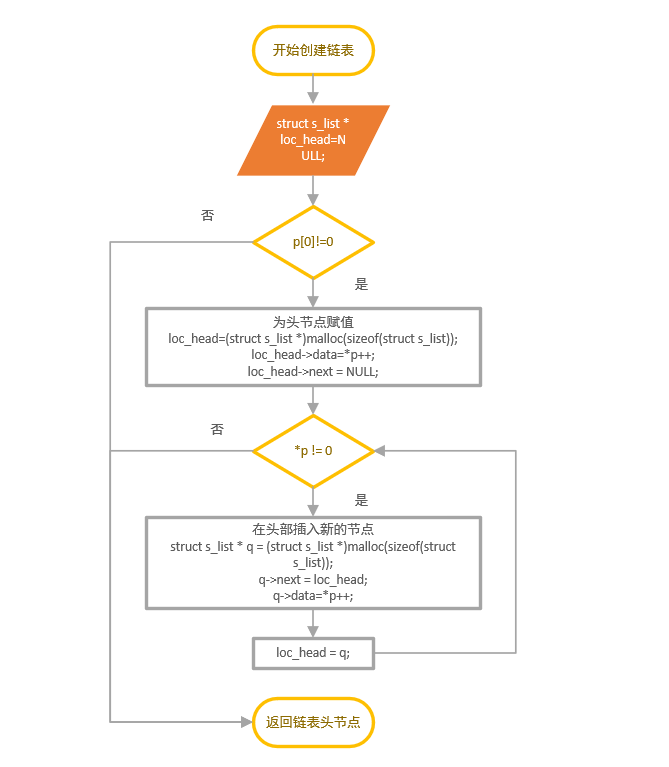 开始创建链表
struct s_list *
loc_head=N
ULL;
否
p[0]!=0
是
为头节点赋值
loc_head=(struct s_list *)malloc(sizeof(struct s_list));
loc_head->data=*p++;
loc_head->next = NULL;
否
*p != 0
是
在头部插入新的节点
struct s_list * q = (struct s_list *)malloc(sizeof(struct
s_list));
q->next = loc_head;
q->data=*p++;
loc_head = q;
返回链表头节点